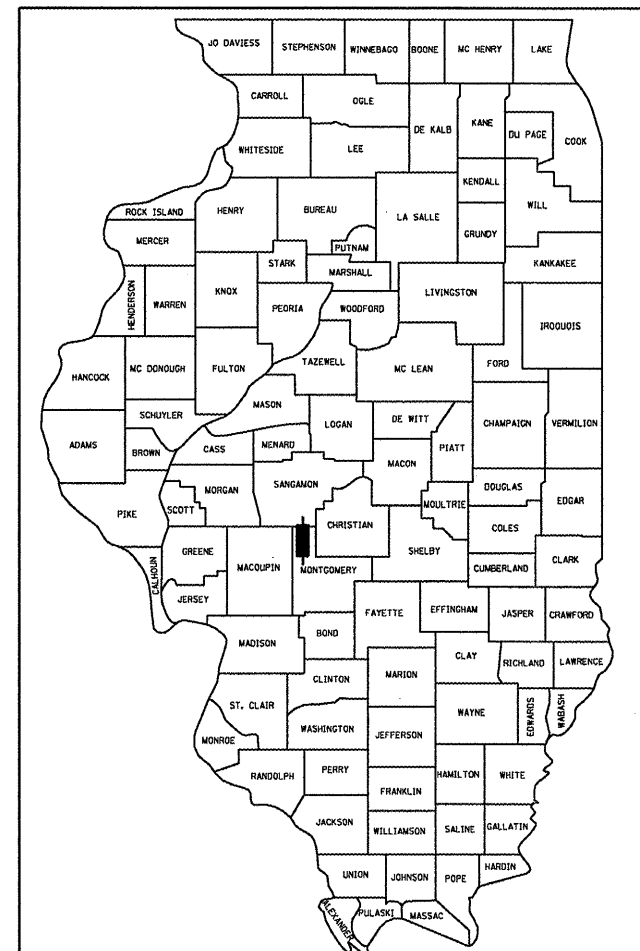 JO DAVIESS STEPHENSON WINNEBAGO BOONE MC HENRY LAKE
CARROLL OGLE DE KALB KANE DU PAGE COOK
WHITESIDE LEE KENDALL
ROCK ISLAND HENRY BUREAU LA SALLE GRUNDY WILL
MERCER PUTNAM
STARK MARSHALL KANKAKEE
HENDERSON WARREN KNOX PEORIA WOODFORD LIVINGSTON IROQUOIS
HANCOCK MC DONOUGH FULTON TAZEWELL MC LEAN FORD
SCHUYLER MASON LOGAN DE WITT CHAMPAIGN VERMILION
ADAMS BROWN CASS MENARD MACON PIATT
PIKE SCOTT MORGAN SANGAMON MOULTRIE DOUGLAS EDGAR
CHRISTIAN COLES
CALHOUN GREENE MACOUPIN MONTGOMERY SHELBY CUMBERLAND CLARK
JERSEY FAYETTE EFFINGHAM JASPER CRAWFORD
MADISON BOND CLAY RICHLAND LAWRENCE
CLINTON MARION
ST. CLAIR WASHINGTON WAYNE EDWARDS WABASH
MONROE JEFFERSON
RANDOLPH PERRY HAMILTON WHITE
FRANKLIN
JACKSON WILLIAMSON SALINE GALLATIN
UNION JOHNSON POPE HARDIN
ALEXANDER PULASKI MASSAC